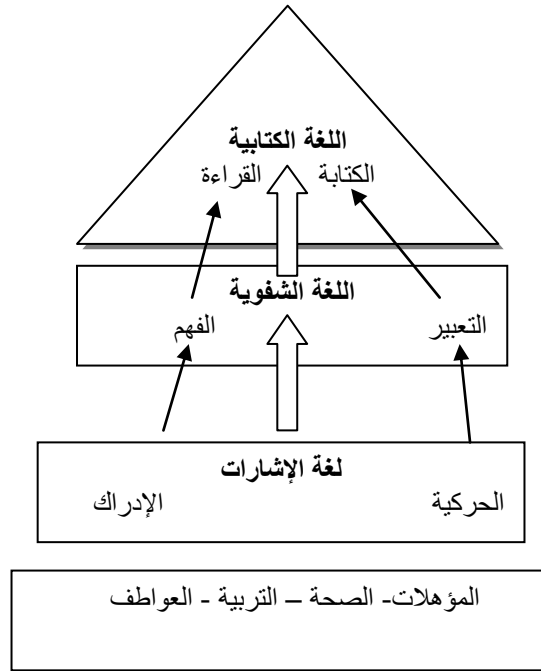 اللغة الكتابية
الكتابة القراءة
اللغة الشفوية
التعبير الفهم
لغة الإشارات
الحركية الإدراك
المؤهلات- الصحة – التربية - العواطف